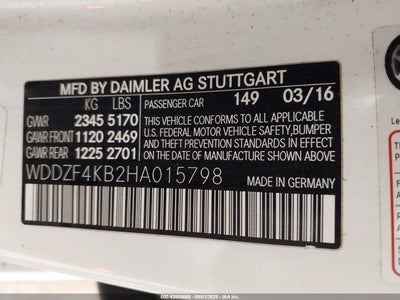 MFD BY DAIMLER AG STUTTGART
KG LBS
GVWR 2345 5170
GAWR FRONT 1120 2469
GAWR REAR 1225 2701
PASSENGER CAR 149 03/16
THIS VEHICLE CONFORMS TO ALL APPLICABLE
U.S. FEDERAL MOTOR VEHICLE SAFETY, BUMPER
AND THEFT PREVENTION STANDARDS IN EFFECT
ON THE DATE OF MANUFACTURE SHOWN ABOVE
WDDZF4KB2HA015798 MADE IN GERMANY